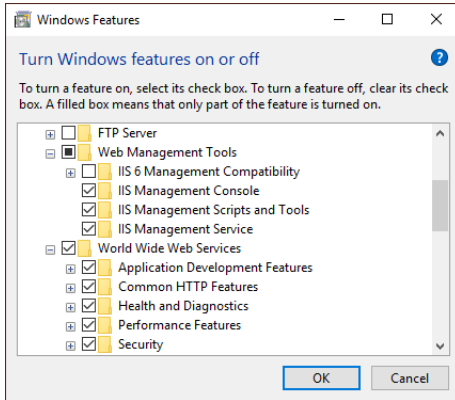 Windows Features
Turn Windows features on or off
?
To turn a feature on, select its check box. To turn a feature off, clear its check
box. A filled box means that only part of the feature is turned on.
FTP Server
Web Management Tools
IIS 6 Management Compatibility
IIS Management Console
IIS Management Scripts and Tools
IIS Management Service
World Wide Web Services
Application Development Features
Common HTTP Features
Health and Diagnostics
Performance Features
Security
OK Cancel